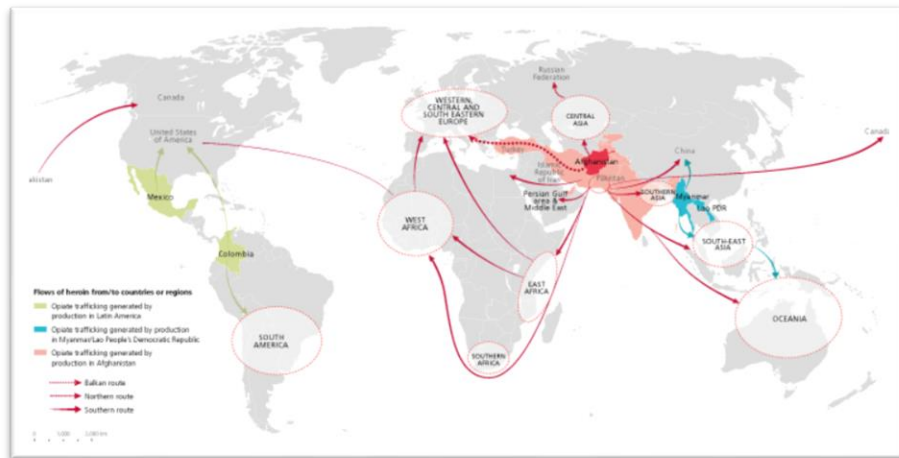 Russian
Federation
Canada
WESTERN,
CENTRAL AND
SOUTH EASTERN
EUROPE
CENTRAL
ASIA
United States
of America
Canad
Turkey
Afghanistan
China
Islamic
Republic
of Iran
Pakistan
akistan
Persian Gulf
area &
Middle East
SOUTHERN
ASIA
Myanmar
Lao PDR
Mexico
WEST
AFRICA
SOUTH-EAST
ASIA
Colombia
EAST
AFRICA
OCEANIA
SOUTH
AMERICA
SOUTHERN
AFRICA
Flows of heroin from/to countries or regions
Opiate trafficking generated by
production in Latin America
Opiate trafficking generated by production
in Myanmar/Lao People's Democratic Republic
Opiate trafficking generated by
production in Afghanistan
Balkan route
Northern route
Southern route
0